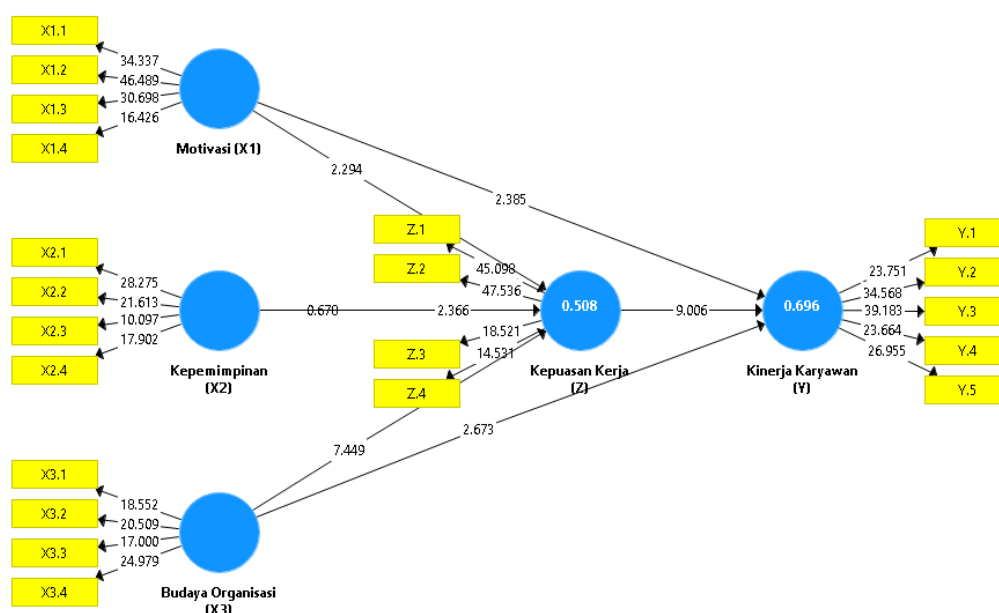 X1.1
34.337
X1.2
46.489
X1.3
30.698
16.426
X1.4
Motivasi (X1)
2.294
2.385
Z.1
45.098
Z.2
47.536
X2.1
28.275
X2.2
21.613
X2.3
10.097
17.902
X2.4
Kepemimpinan
(X2)
0.670
2.366
0.508
9.006
0.696
Y.1
23.751
Y.2
34.568
39.183
Y.3
23.664
Y.4
26.955
Y.5
18.521
Z.3
14.531
Z.4
Kepuasan Kerja
(Z)
Kinerja Karyawan
(Y)
7.449
2.673
X3.1
18.552
X3.2
20.509
17.000
X3.3
24.979
X3.4
Budaya Organisasi
(X3)